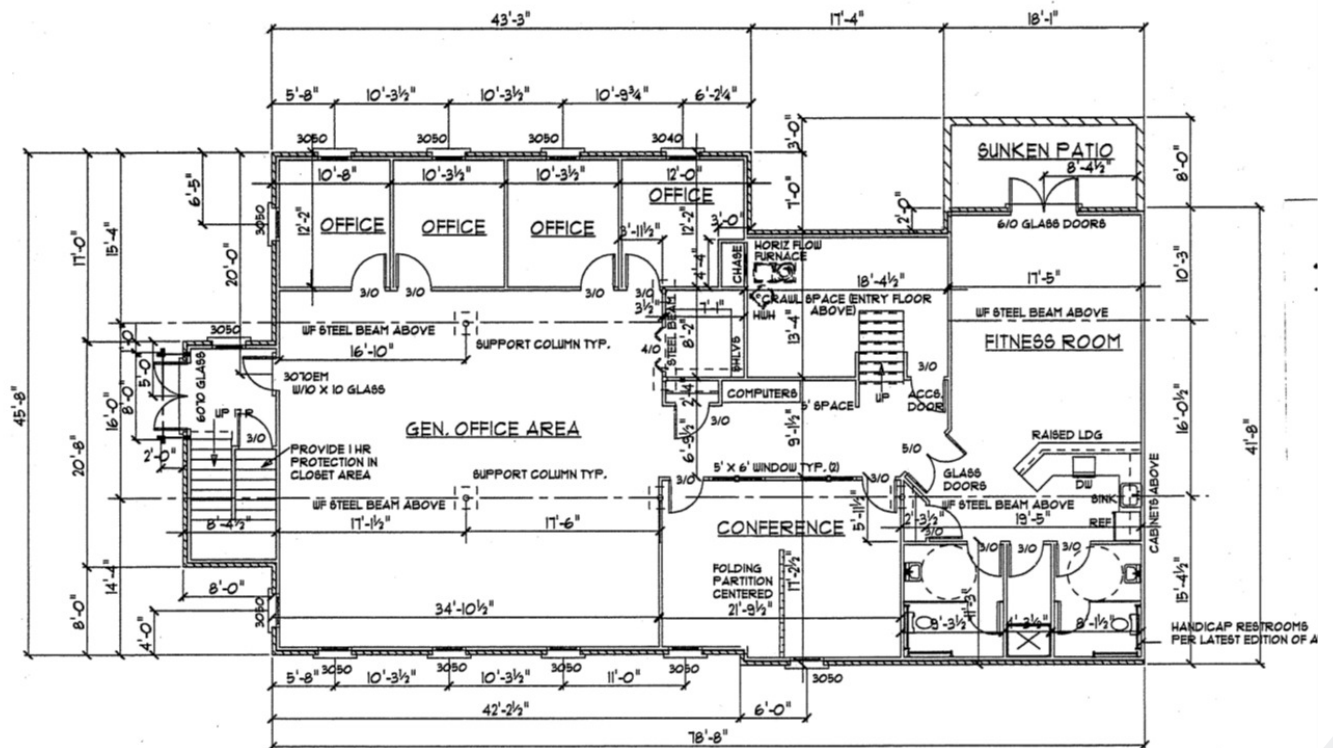 43'-3"
17'-4"
18'-1"
5'-8"
10'-3½"
10'-3½"
10'-9¾"
6'-2¼"
3'-0"
3050
3050
3050
3040
SUNKEN PATIO
8'-4½"
8'-0"
6'-5"
10'-8"
10'-3½"
10'-3½"
12'-0"
OFFICE
OFFICE
OFFICE
OFFICE
12'-2"
12'-2"
3'-11½"
7'-0"
2'-0"
6/0 GLASS DOORS
3050
15'-4"
17'-0"
20'-0"
3'-0"
4'-4"
CHASE
HORIZ FLOW
FURNACE
18'-4½"
17'-5"
10'-3"
3/0
3/0
3/0
3/0
3½"
HWH
CRAWL SPACE (ENTRY FLOOR
ABOVE)
WF STEEL BEAM ABOVE
SUPPORT COLUMN TYP.
STEEL BEAM
8'-2"
SHLVS
13'-4"
WF STEEL BEAM ABOVE
FITNESS ROOM
3050
16'-10"
4/0
3/0
6070 GLASS
3070EM
W/10 X 10 GLASS
5'-0"
8'-0"
16'-0"
45'-8"
2'-4"
COMPUTERS
5' SPACE
UP
ACCS.
DOOR
16'-0½"
41'-8"
UP 17 R
3/0
GEN. OFFICE AREA
3/0
6'-9½"
9'-1½"
RAISED LDG
20'-8"
2'-0"
PROVIDE 1 HR
PROTECTION IN
CLOSET AREA
SUPPORT COLUMN TYP.
5' X 6' WINDOW TYP. (2)
5/0
GLASS
DOORS
DW
SINK
CABINETS ABOVE
3/0
3/0
WF STEEL BEAM ABOVE
WF STEEL BEAM ABOVE
8'-4½"
17'-1½"
17'-6"
CONFERENCE
5'-11½"
2'-3½"
19'-5"
REF
3/0
3/0
3/0
3/0
14'-4"
8'-0"
FOLDING
PARTITION
CENTERED
17'-2½"
11'-3"
15'-4½"
8'-0"
4'-0"
3050
34'-10½"
21'-9½"
9'-3½"
4'-3½"
8'-1½"
HANDICAP RESTROOMS
PER LATEST EDITION OF A
3050
3050
3050
3050
3050
5'-8"
10'-3½"
10'-3½"
11'-0"
42'-2½"
6'-0"
78'-8"